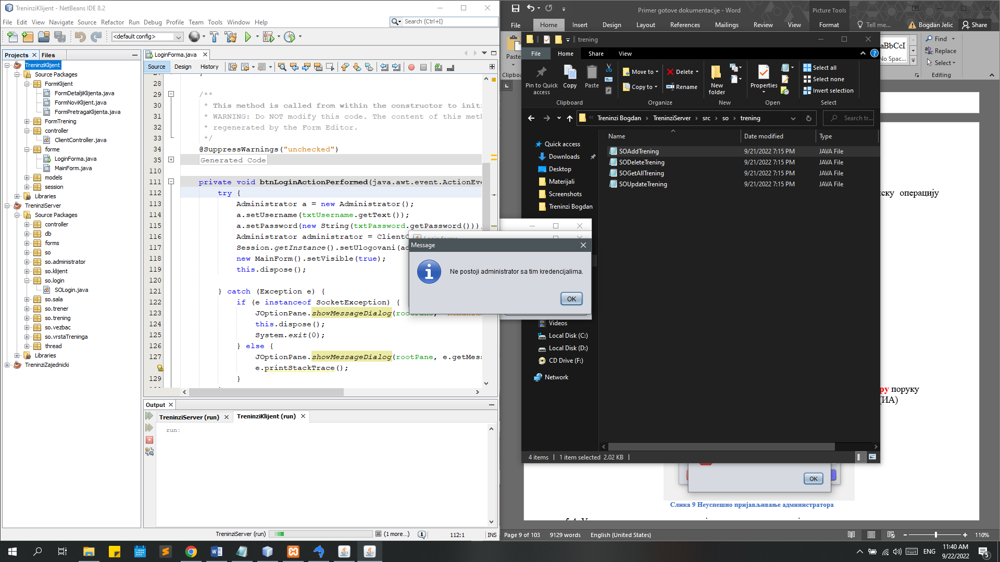 TreninziKlijent - NetBeans IDE 8.2
File Edit View Navigate Source Refactor Run Debug Profile Team Tools Window Help
Search (Ctrl+I)
<default config>
Projects Files
TreninziKlijent
Source Packages
FormKlijent
FormDetaljiKlijenta.java
FormNoviKlijent.java
FormPretragaKlijenta.java
FormTrening
controller
ClientController.java
forme
LoginForma.java
MainForm.java
models
session
Libraries
TreninziServer
Source Packages
controller
db
forms
so
so.administrator
so.klijent
so.login
SOLogin.java
so.sala
so.trener
so.trening
so.vezbac
so.vrstaTreninga
thread
Libraries
TreninziZajednicki
LoginForma.java
Source Design History
28
29 /**
30 * This method is called from within the constructor to init
31 * WARNING: Do NOT modify this code. The content of this met
32 * regenerated by the Form Editor.
33 */
34 @SuppressWarnings("unchecked")
35 Generated Code
110
111 private void btnLoginActionPerformed(java.awt.event.ActionEve
112 try {
113 Administrator a = new Administrator();
114 a.setUsername(txtUsername.getText());
115 a.setPassword(new String(txtPassword.getPassword()));
116 Administrator administrator = ClientC
117 Session.getInstance().setUlogovani(ad
118 new MainForm().setVisible(true);
119 this.dispose();
120
121 } catch (Exception e) {
122 if (e instanceof SocketException) {
123 JOptionPane.showMessageDialog(rootPane,
124 this.dispose();
125 System.exit(0);
126 } else {
127 JOptionPane.showMessageDialog(rootPane, e.getMess
e.printStackTrace();
129 }
Output
TreninziServer (run) TreninziKlijent (run)
run:
TreninziServer (run) (1 more...) 1 112:1 INS
Login forma
Message
Ne postoji administrator sa tim kredencijalima.
OK
Primer gotove dokumentacije - Word
Picture Tools
File Home Insert Design Layout References Mailings Review View Format Tell me... Bogdan Jelic Share
Paste
Clipboa
aBbCcI
No Spac...
Find
Replace
Select
Editing
trening
File Home Share View
Pin to Quick access
Copy
Paste
Move to
Copy to
Delete
Rename
New folder
Properties
Select all
Select none
Invert selection
Clipboard Organize New Open Select
Treninzi Bogdan TreninziServer src so trening
Search tr...
Quick access
Downloads
Desktop
Materijali
Screenshots
Treninzi Bogdan
Videos
Local Disk (C:)
Local Disk (D:)
CD Drive (F:)
Network
Name Date modified Type
SOAddTrening 9/21/2022 7:15 PM JAVA File
SODeleteTrening 9/21/2022 7:15 PM JAVA File
SOGetAllTrening 9/21/2022 7:15 PM JAVA File
SOUpdateTrening 9/21/2022 7:15 PM JAVA File
4 items 1 item selected 2.02 KB
ску операцију
ру поруку
(ИА)
OK
Слика 9 Неуспешно пријављивање администратора
Page 9 of 103 9129 words English (United States)
110%
ENG
11:40 AM
9/22/2022
5